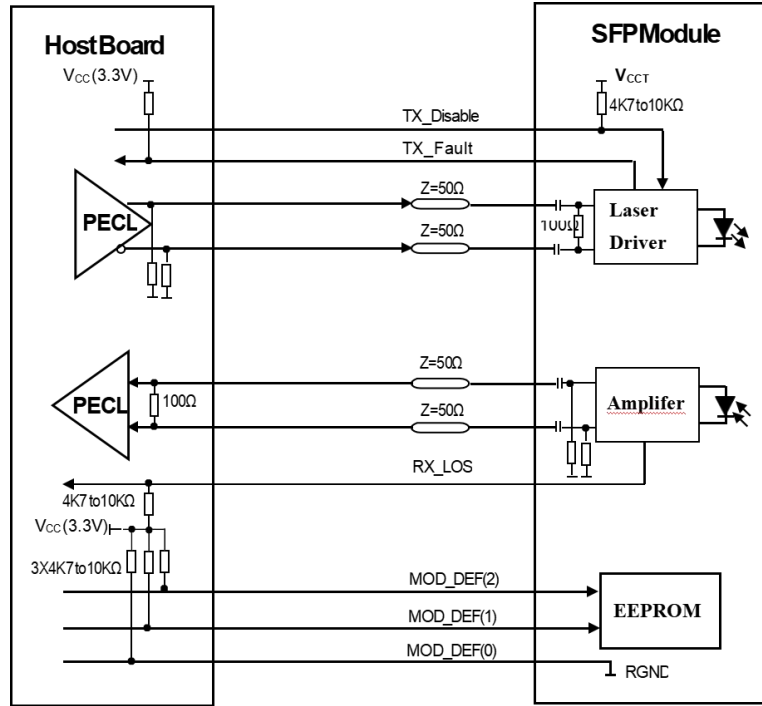 HostBoard
SFPModule
VCC(3.3V)
VCCT
4K7to10KΩ
TX_Disable
TX_Fault
Z=50Ω
PECL
100Ω
Laser
Driver
Z=50Ω
Z=50Ω
PECL
100Ω
Amplifer
Z=50Ω
RX_LOS
4K7to10KΩ
VCC(3.3V)
3X4K7to10KΩ
MOD_DEF(2)
EEPROM
MOD_DEF(1)
MOD_DEF(0)
RGND